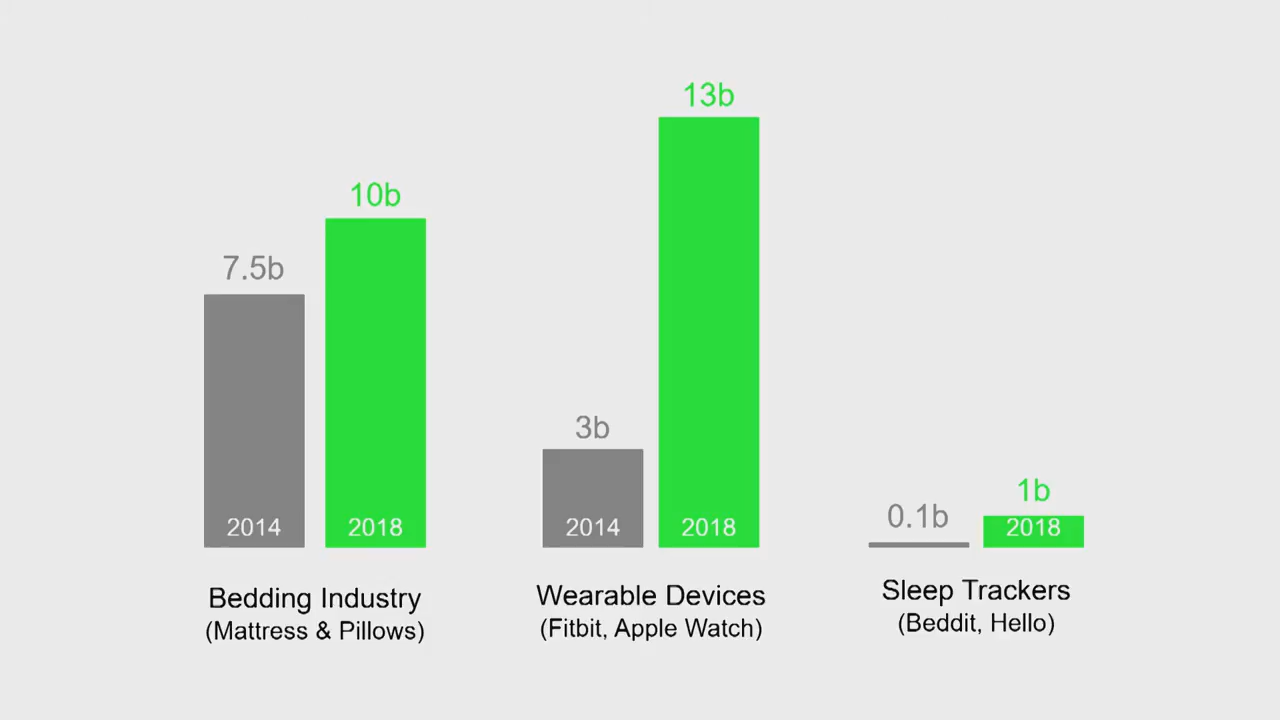 13b
10b
7.5b
3b
1b
0.1b
2014
2018
2014
2018
2018
Bedding Industry
(Mattress & Pillows)
Wearable Devices
(Fitbit, Apple Watch)
Sleep Trackers
(Beddit, Hello)